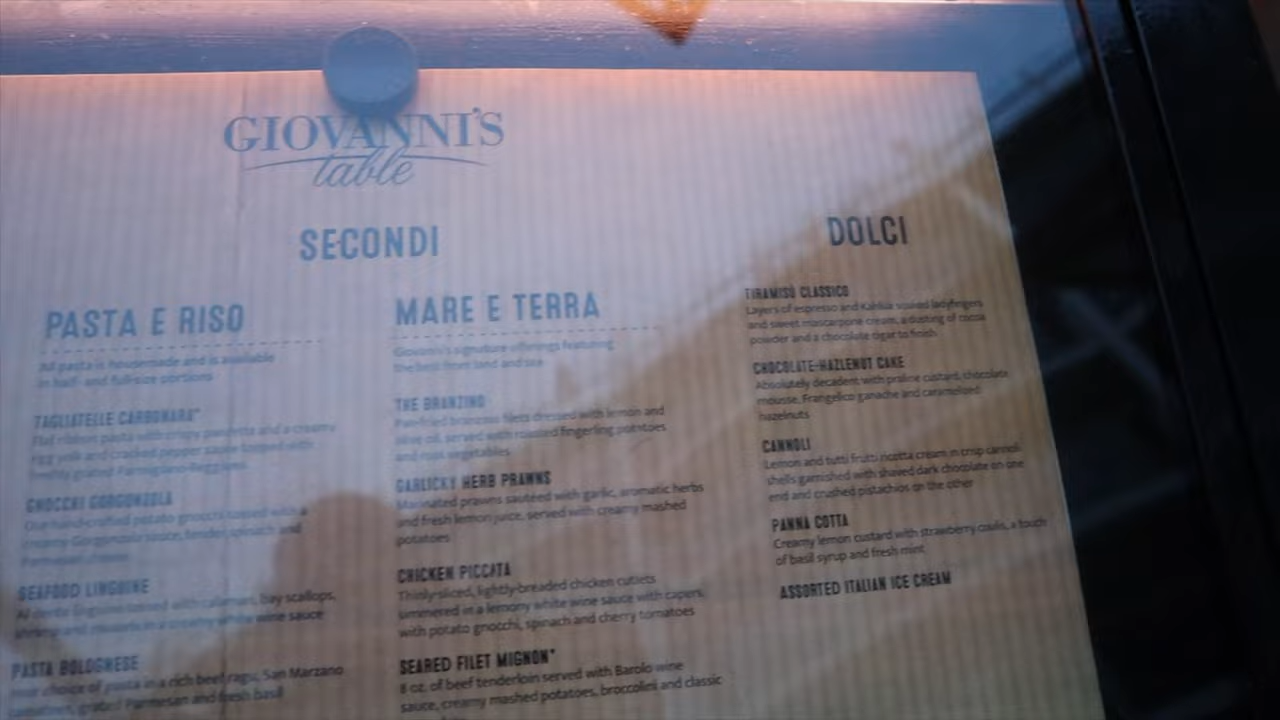 GIOVANNI'S
table
SECONDI
PASTA E RISO
All pasta is housemade and is available
in half- and full-size portions
TAGLIATELLE CARBONARA*
Flat ribbon pasta with crispy pancetta and a creamy
egg and cracked pepper sauce topped with
freshly grated Parmigiano-Reggiano
GNOCCHI GORGONZOLA
potato gnocchi
creamy Gorgonzola sauce, tender spinach and
SEAFOOD LINGUINE
Al dente linguine tossed with calamari, bay scallops,
shrimp and mussels in a creamy white wine sauce
PASTA BOLOGNESE
Your choice of pasta in a rich beef ragu, San Marzano
tomatoes, grated Parmesan and fresh basil
MARE E TERRA
Giovanni's signature offerings featuring
the best from land and sea
THE BRANZINO
Pan-fried branzino filets dressed with lemon and
olive oil, served with roasted fingerling potatoes
and root vegetables
GARLICKY HERB PRAWNS
Marinated prawns sautéed with garlic, aromatic herbs
and fresh lemon juice, served with creamy mashed
potatoes
CHICKEN PICCATA
Thinly-sliced, lightly-breaded chicken cutlets
simmered in a lemony white wine sauce with capers,
with potato gnocchi, spinach and cherry tomatoes
SEARED FILET MIGNON*
8 oz. of beef tenderloin served with Barolo wine
sauce, creamy mashed potatoes, broccolini and classic
DOLCI
TIRAMISÙ CLASSICO
Layers of espresso and Kahlúa soaked ladyfingers
and sweet mascarpone cream, a dusting of cocoa
powder and a chocolate cigar to finish
CHOCOLATE-HAZLENUT CAKE
Absolutely decadent with praline custard, chocolate
mousse, Frangelico ganache and caramelized
hazelnuts
CANNOLI
Lemon and tutti frutti ricotta cream in crisp cannoli
shells garnished with shaved dark chocolate on one
end and crushed pistachios on the other
PANNA COTTA
Creamy lemon custard with strawberry coulis, a touch
of basil syrup and fresh mint
ASSORTED ITALIAN ICE CREAM